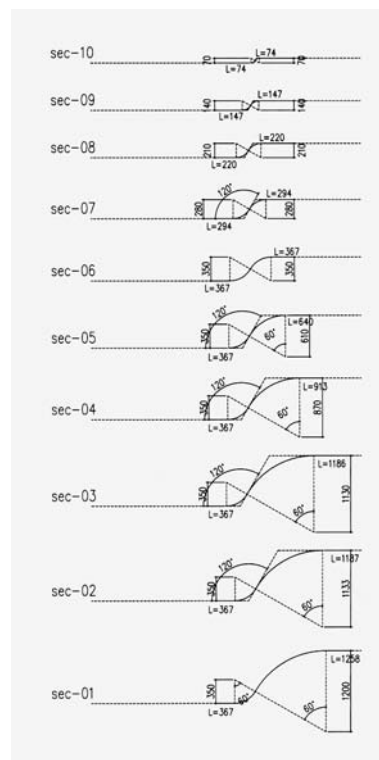 sec-10 70 L=74 L=74 70
sec-09 140 L=147 L=147 140
sec-08 210 L=220 L=220 210
sec-07 280 120° L=294 L=294 280
sec-06 350 L=367 L=367 350
sec-05 350 120° L=367 60° L=640 610
sec-04 350 120° L=367 60° L=913 870
sec-03 350 120° L=367 60° L=1186 1130
sec-02 350 120° L=367 60° L=1187 1133
sec-01 350 60° L=367 60° L=1258 1200